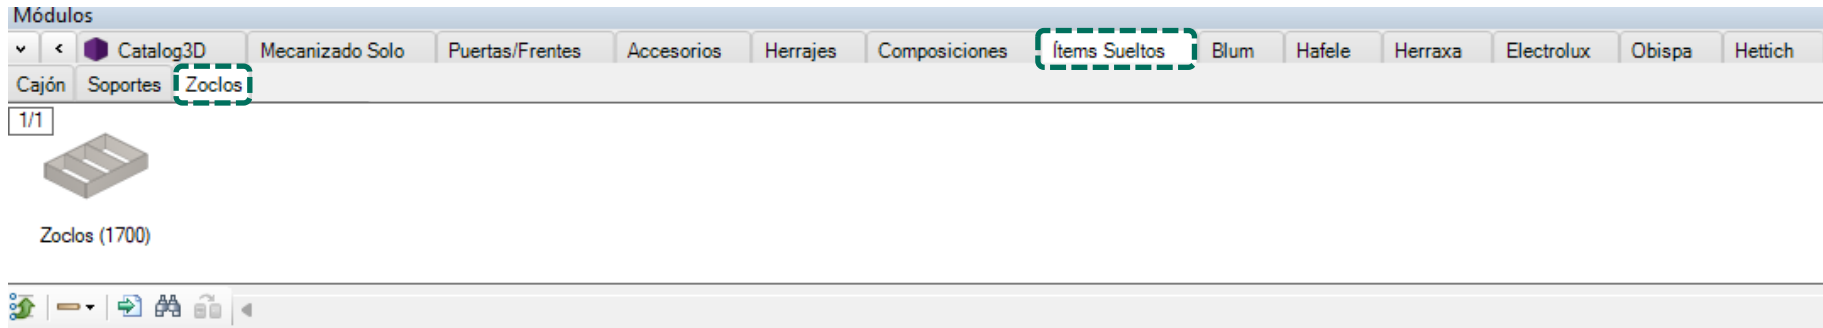 Módulos
Catalog3D Mecanizado Solo Puertas/Frentes Accesorios Herrajes Composiciones Ítems Sueltos Blum Hafele Herraxa Electrolux Obispa Hettich
Cajón Soportes Zoclos
1/1
Zoclos (1700)